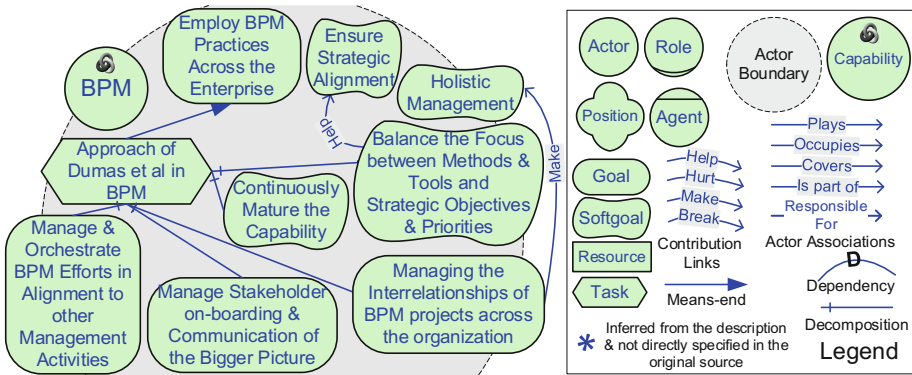 BPM
Employ BPM
Practices
Across the
Enterprise
Ensure
Strategic
Alignment
Holistic
Management
Help
Make
Approach of
Dumas et al in
BPM
Balance the Focus
between Methods &
Tools and
Strategic Objectives
& Priorities
Continuously
Mature the
Capability
Manage &
Orchestrate
BPM Efforts in
Alignment to
other
Management
Activities
Manage Stakeholder
on-boarding &
Communication of
the Bigger Picture
Managing the
Interrelationships of
BPM projects across
the organization
Actor
Role
Actor
Boundary
Capability
Position
Agent
Plays
Occupies
Covers
Is part of
Responsible
For
Actor Associations
Goal
Softgoal
Resource
Task
Help
Hurt
Make
Break
Contribution
Links
Means-end
D
Dependency
Decomposition
* Inferred from the description
& not directly specified in the
original source
Legend